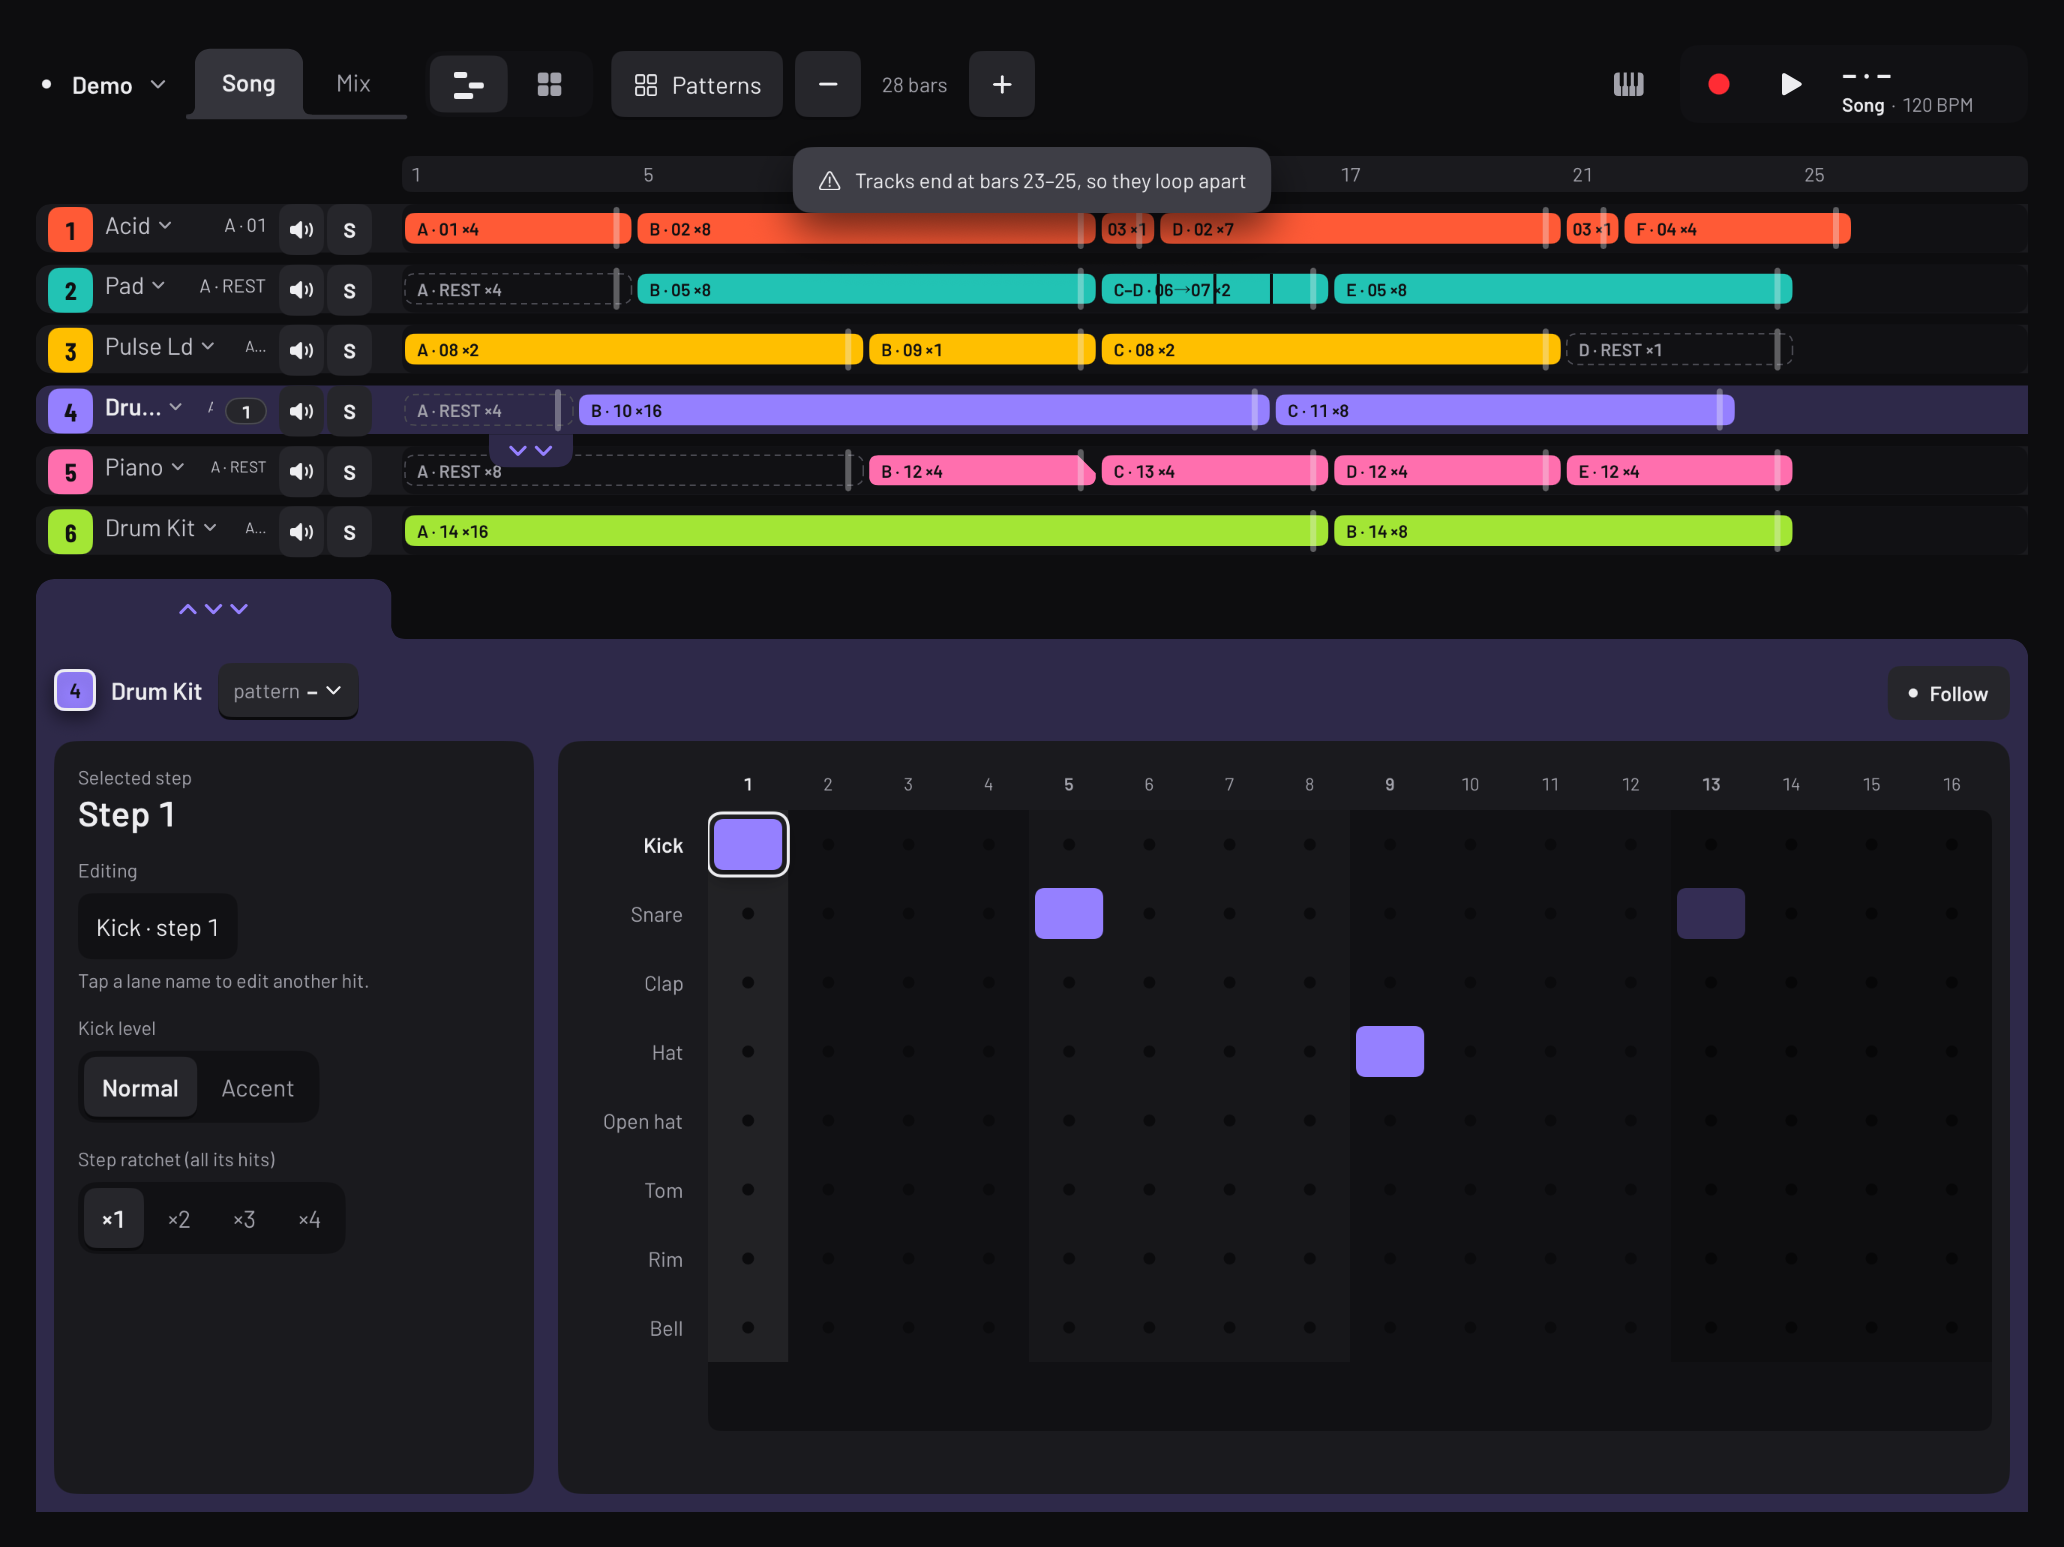 Demo
Song
Mix
Patterns
28 bars
Song · 120 BPM
1 5 17 21 25
Tracks end at bars 23–25, so they loop apart
1 Acid A · 01 S A · 01 ×4 B · 02 ×8 03 ×1 D · 02 ×7 03 ×1 F · 04 ×4
2 Pad A · REST S A · REST ×4 B · 05 ×8 C–D · 06→07 ×2 E · 05 ×8
3 Pulse Ld A... S A · 08 ×2 B · 09 ×1 C · 08 ×2 D · REST ×1
4 Dru... 1 S A · REST ×4 B · 10 ×16 C · 11 ×8
5 Piano A · REST S A · REST ×8 B · 12 ×4 C · 13 ×4 D · 12 ×4 E · 12 ×4
6 Drum Kit A... S A · 14 ×16 B · 14 ×8
4 Drum Kit pattern –
Follow
Selected step
Step 1
Editing
Kick · step 1
Tap a lane name to edit another hit.
Kick level
Normal Accent
Step ratchet (all its hits)
×1 ×2 ×3 ×4
1 2 3 4 5 6 7 8 9 10 11 12 13 14 15 16
Kick
Snare
Clap
Hat
Open hat
Tom
Rim
Bell